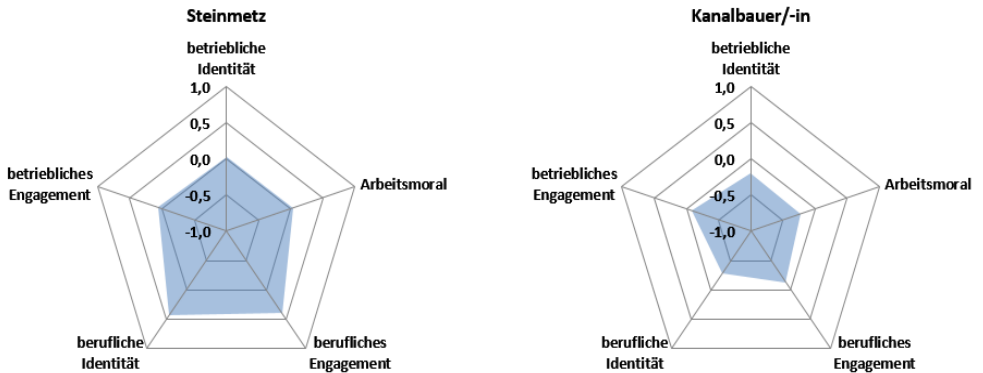 Steinmetz
betriebliche
Identität
1,0
0,5
0,0
-0,5
-1,0
betriebliches
Engagement
Arbeitsmoral
berufliche
Identität
berufliches
Engagement
Kanalbauer/-in
betriebliche
Identität
1,0
0,5
0,0
-0,5
-1,0
betriebliches
Engagement
Arbeitsmoral
berufliche
Identität
berufliches
Engagement